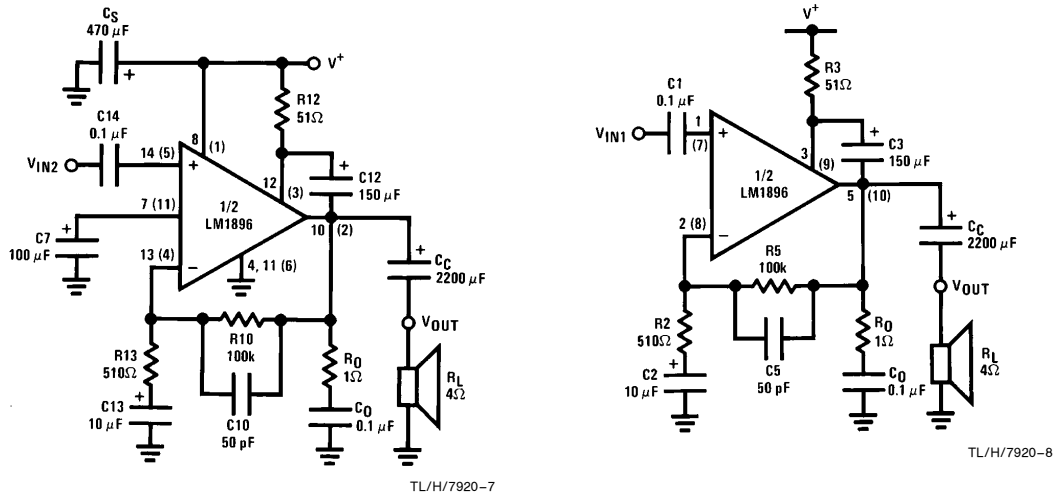 C_S
470 μF
V⁺
R12
51Ω
C14
0.1 μF
8
(1)
V_IN2
14 (5)
+
+
12
(3)
C12
150 μF
1/2
LM1896
7 (11)
10
(2)
+
C7
100 μF
13 (4)
−
4, 11 (6)
+
C_C
2200 μF
V_OUT
R10
100k
R13
510Ω
R_O
1Ω
R_L
4Ω
+
C13
10 μF
C10
50 pF
C_O
0.1 μF
+
TL/H/7920–7
V⁺
R3
51Ω
C1
0.1 μF
V_IN1
1
(7)
+
3
(9)
+
C3
150 μF
1/2
LM1896
5
(10)
2 (8)
−
+
C_C
2200 μF
R5
100k
V_OUT
R2
510Ω
R_O
1Ω
R_L
4Ω
C5
50 pF
+
C2
10 μF
C_O
0.1 μF
TL/H/7920–8